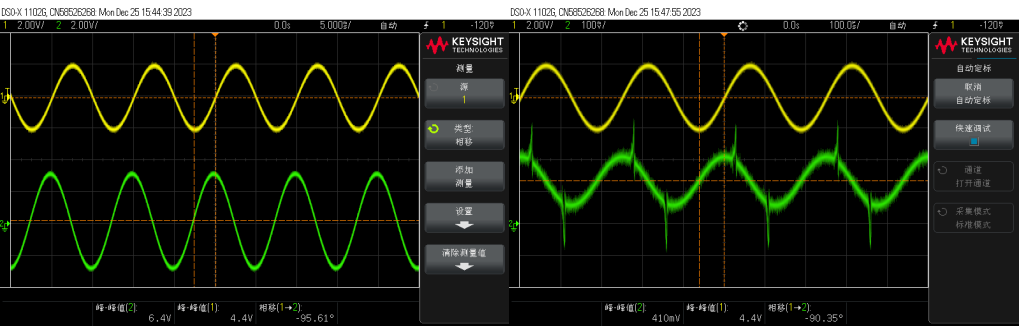 DSO-X 1102G, CN58526268: Mon Dec 25 15:44:39 2023
1 2.00V/ 2 2.00V/ 0.0s 5.000%/ 自动 1 -120%
KEYSIGHT
TECHNOLOGIES
测量
源
1
类型:
相移
添加
测量
设置
清除测量值
峰-峰值(2): 峰-峰值(1): 相移(1→2):
6.4V 4.4V -95.61°
DSO-X 1102G, CN58526268: Mon Dec 25 15:47:55 2023
1 2.00V/ 2 100%/ 0.0s 100.0%/ 自动 1 -120%
KEYSIGHT
TECHNOLOGIES
自动定标
取消
自动定标
快速调试
通道
打开通道
采集模式
标准模式
峰-峰值(2): 峰-峰值(1): 相移(1→2):
410mV 4.4V -90.35°